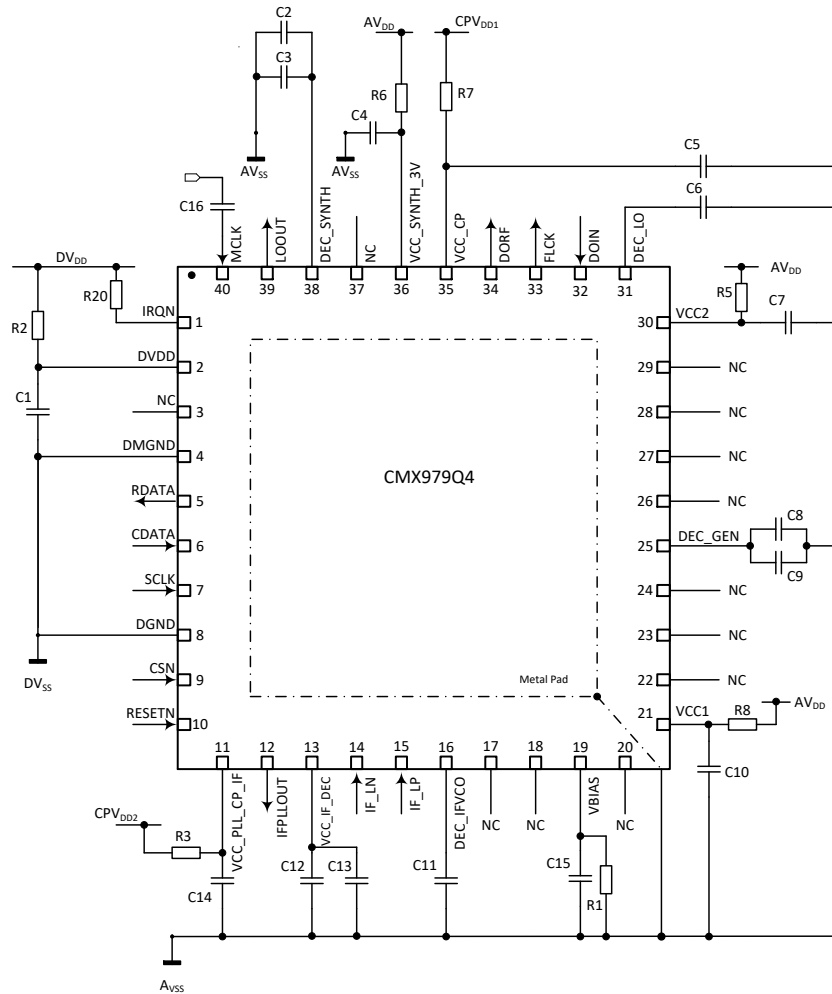 C2
C3
AVDD
CPVDD1
R6
R7
C4
C5
AVSS
AVSS
C6
C16
MCLK
LOOUT
DEC_SYNTH
NC
VCC_SYNTH_3V
VCC_CP
DORF
FLCK
DOIN
DEC_LO
DVDD
40
39
38
37
36
35
34
33
32
31
AVDD
R20
R5
C7
IRQN
1
30
VCC2
R2
DVDD
2
29
NC
C1
NC
3
28
NC
DMGND
4
27
NC
CMX979Q4
RDATA
5
26
NC
C8
CDATA
6
25
DEC_GEN
C9
SCLK
7
24
NC
DGND
8
23
NC
DVSS
CSN
9
22
NC
Metal Pad
RESETN
10
21
VCC1
R8
AVDD
11
12
13
14
15
16
17
18
19
20
C10
VCC_PLL_CP_IF
IFPLLOUT
VCC_IF_DEC
IF_LN
IF_LP
DEC_IFVCO
NC
NC
VBIAS
NC
CPVDD2
R3
C14
C12
C13
C11
C15
R1
AVSS